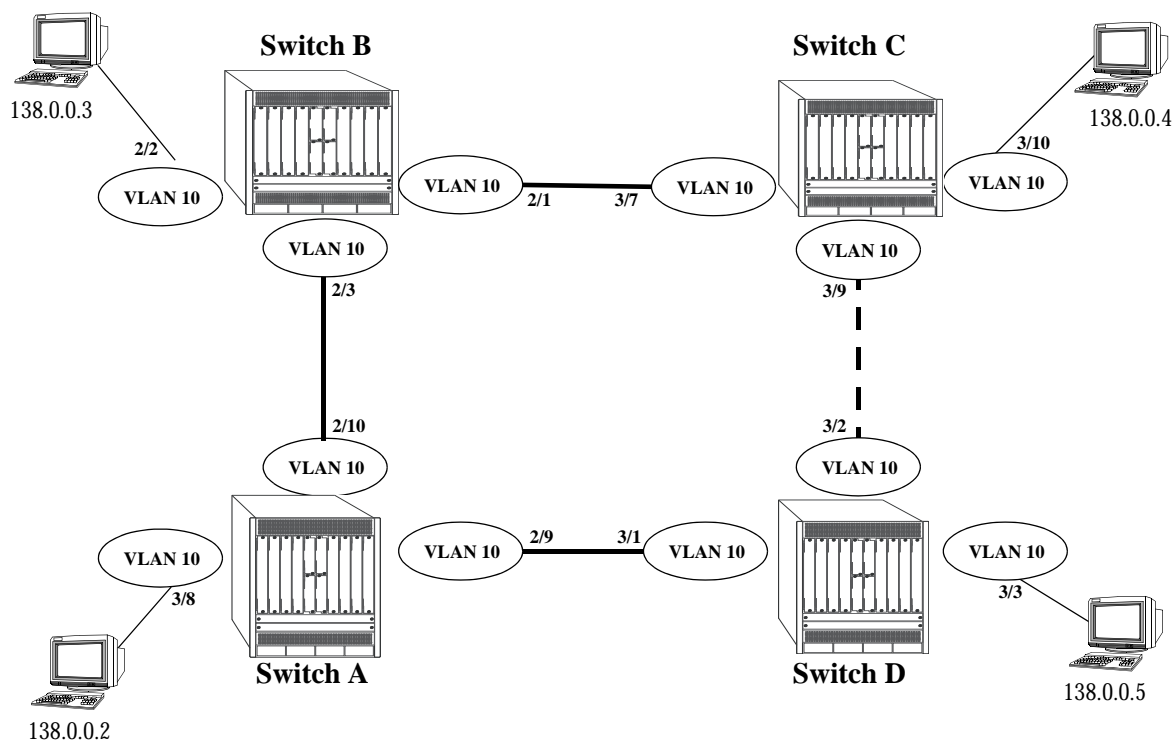 Switch B
Switch C
138.0.0.3
138.0.0.4
2/2
3/10
VLAN 10
VLAN 10
2/1
3/7
VLAN 10
VLAN 10
VLAN 10
2/3
VLAN 10
3/9
2/10
VLAN 10
3/2
VLAN 10
VLAN 10
3/8
VLAN 10
2/9
3/1
VLAN 10
VLAN 10
3/3
Switch A
Switch D
138.0.0.2
138.0.0.5